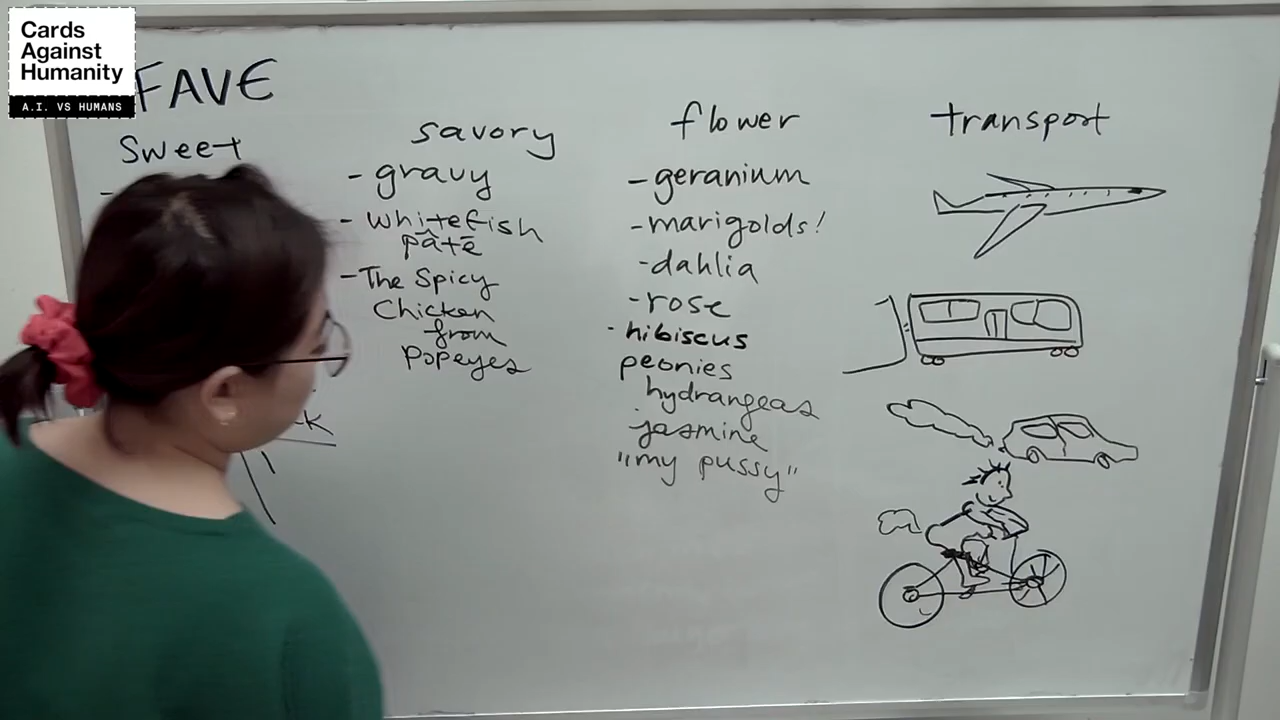 Cards
Against
Humanity
A.I. VS HUMANS
FAVE
Sweet
savory
- gravy
- whitefish
pâtē
- The Spicy
Chicken
from
Popeyes
flower
- geranium
- marigolds!
- dahlia
- rose
- hibiscus
peonies
hydrangeas
jasmine
"my pussy"
transport